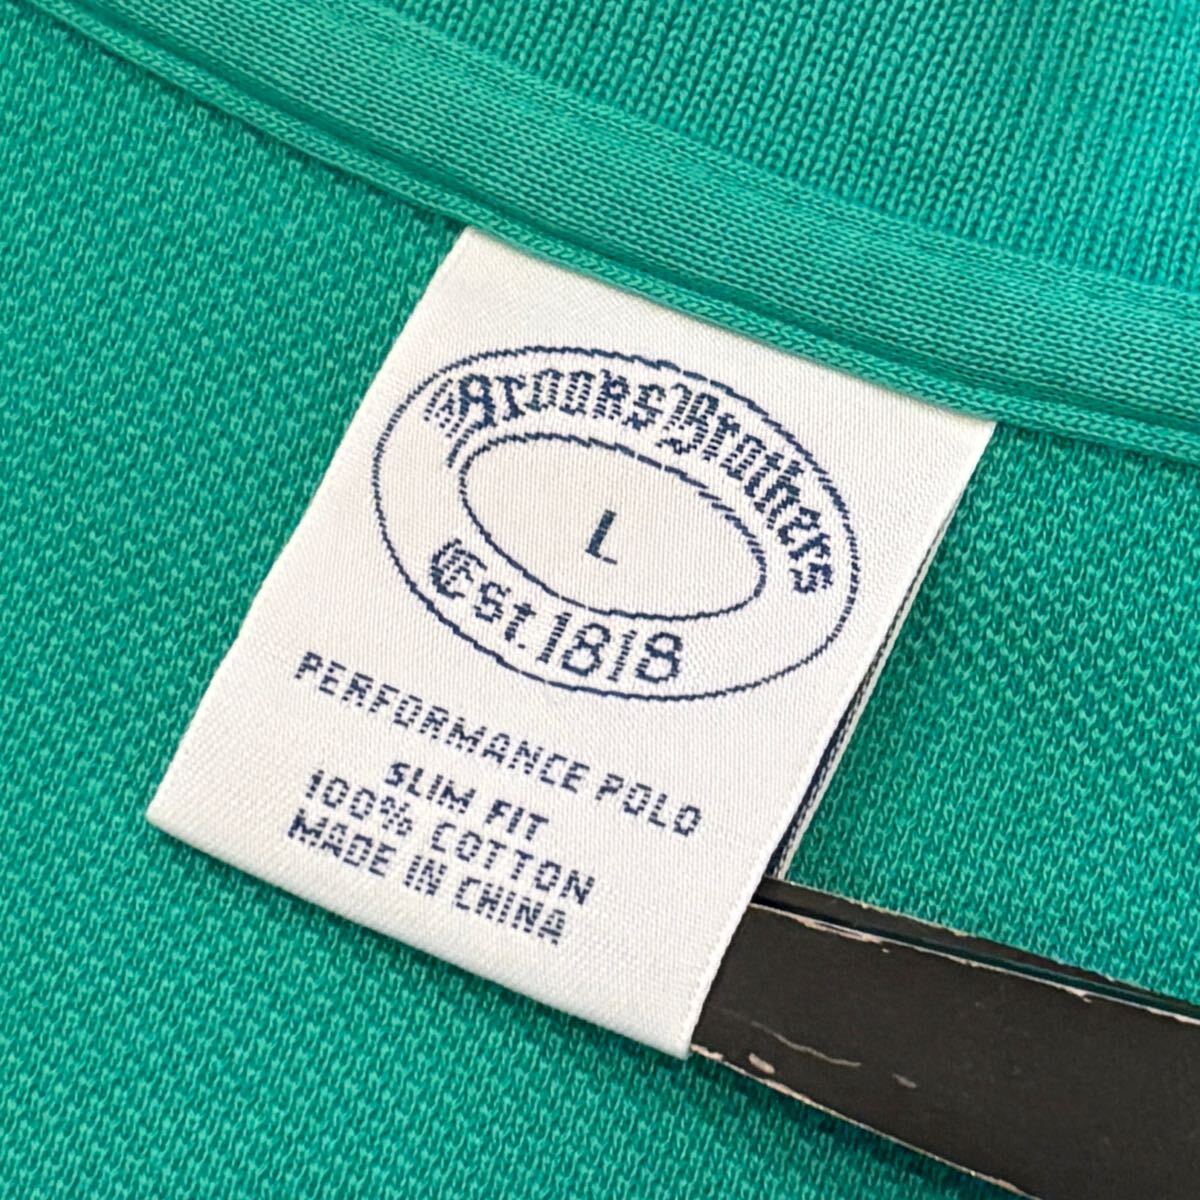 Brooks Brothers
L
Est.1818
PERFORMANCE POLO
SLIM FIT
100% COTTON
MADE IN CHINA